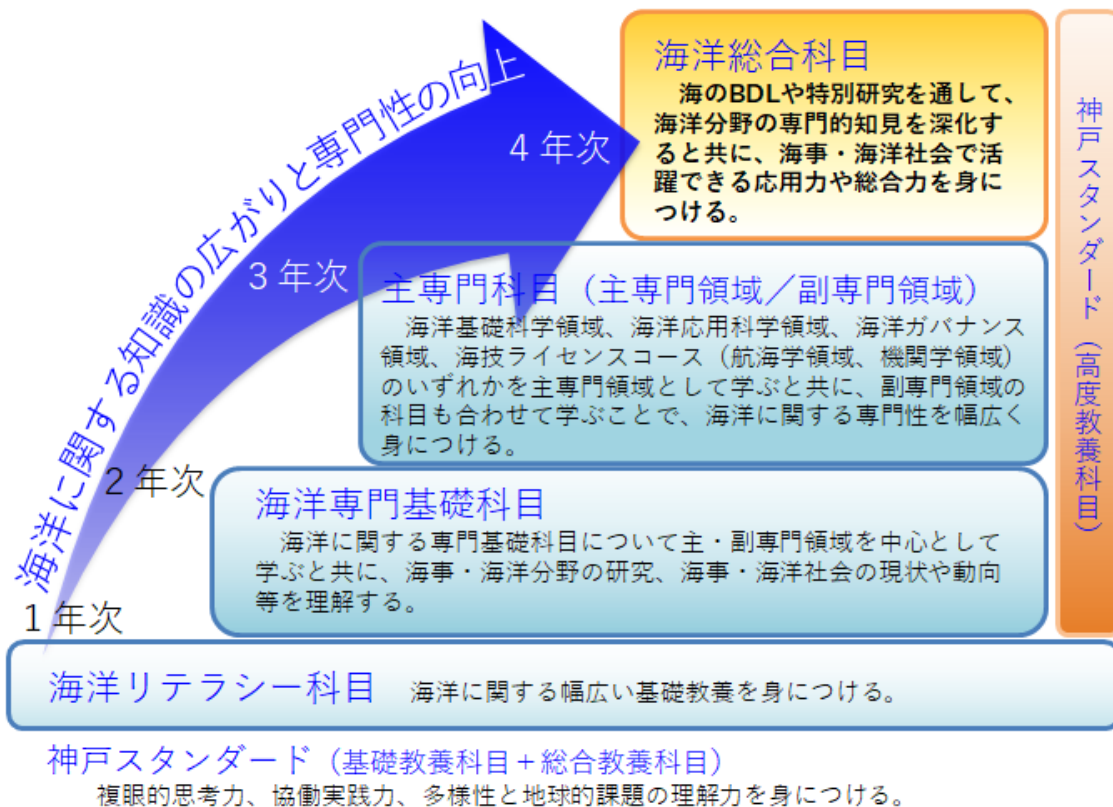 海洋に関する知識の広がりと専門性の向上
4年次
3年次
2年次
1年次
海洋総合科目
海のBDLや特別研究を通して、
海洋分野の専門的知見を深化す
ると共に、海事・海洋社会で活
躍できる応用力や総合力を身に
つける。
主専門科目（主専門領域／副専門領域）
海洋基礎科学領域、海洋応用科学領域、海洋ガバナンス
領域、海技ライセンスコース（航海学領域、機関学領域）
のいずれかを主専門領域として学ぶと共に、副専門領域の
科目も合わせて学ぶことで、海洋に関する専門性を幅広く
身につける。
海洋専門基礎科目
海洋に関する専門基礎科目について主・副専門領域を中心として
学ぶと共に、海事・海洋分野の研究、海事・海洋社会の現状や動向
等を理解する。
海洋リテラシー科目 海洋に関する幅広い基礎教養を身につける。
神戸スタンダード（高度教養科目）
神戸スタンダード（基礎教養科目＋総合教養科目）
複眼的思考力、協働実践力、多様性と地球的課題の理解力を身につける。